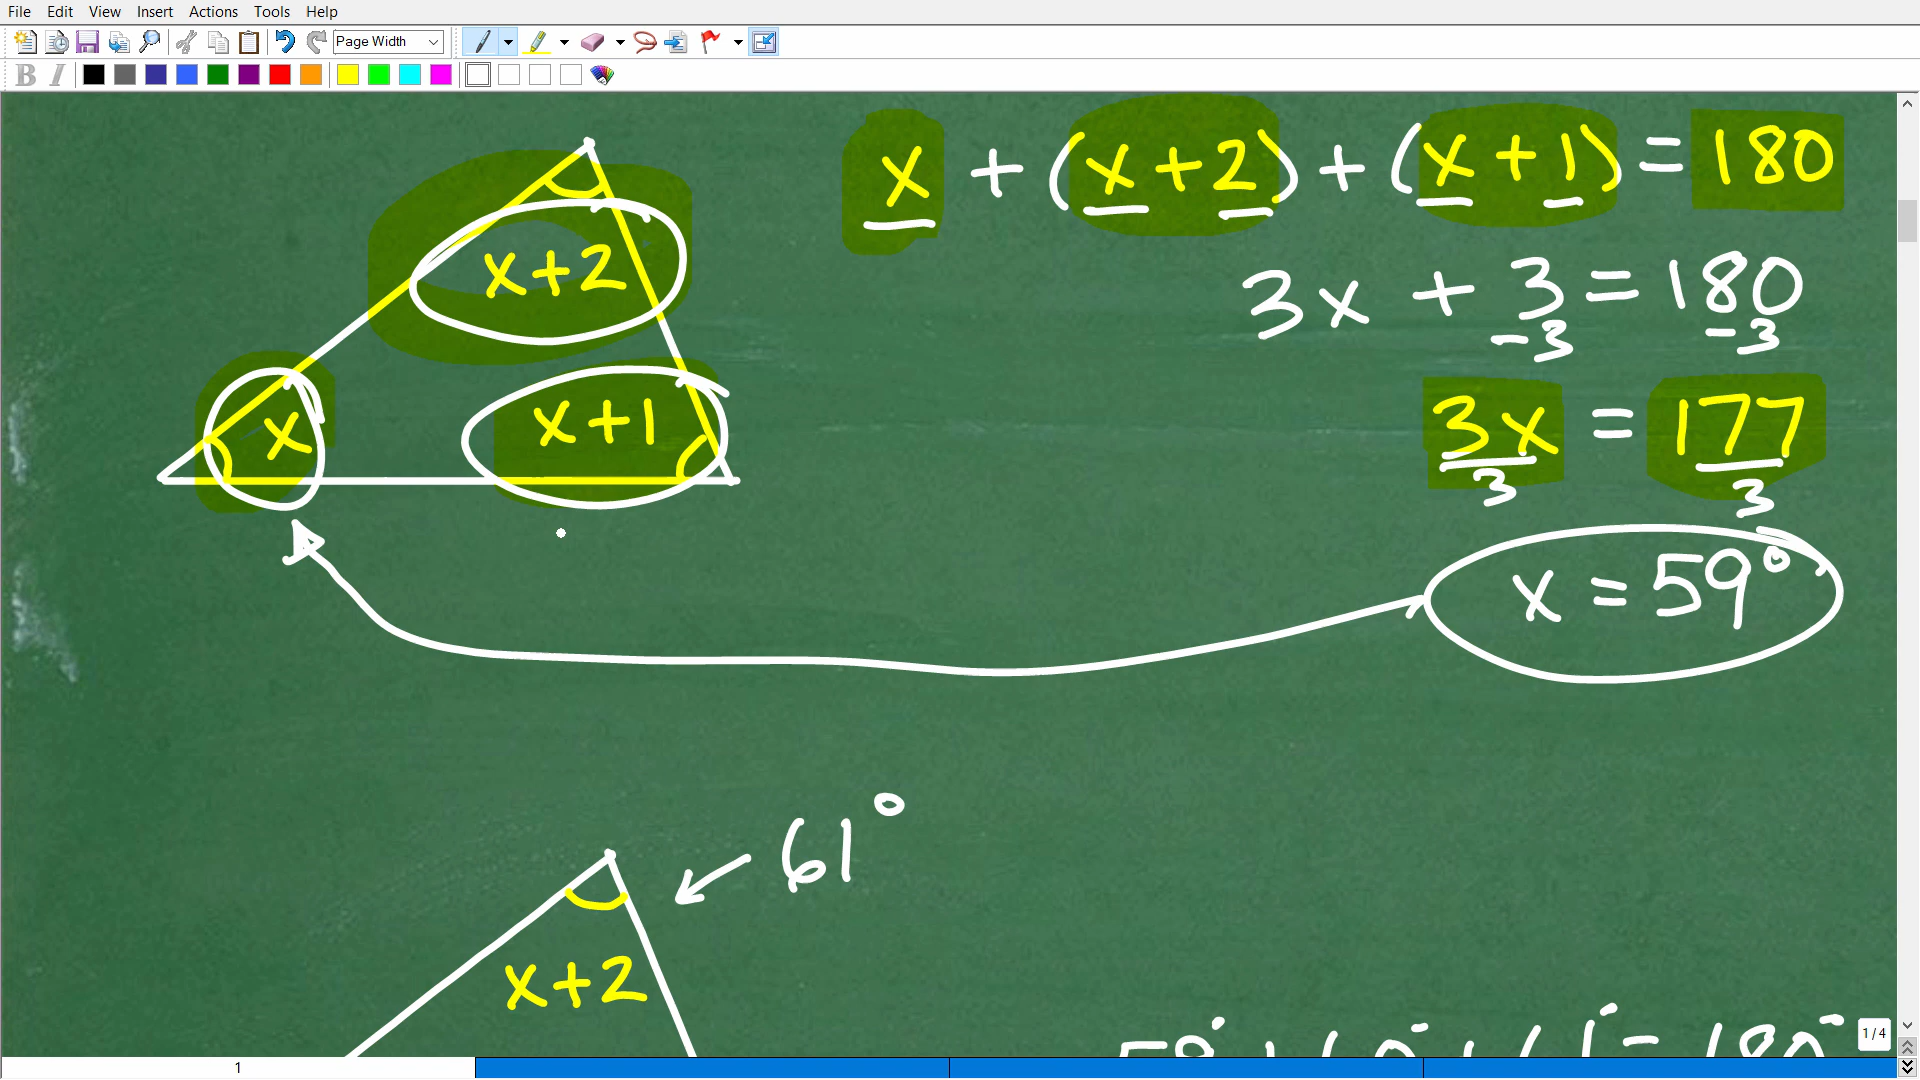 File Edit View Insert Actions Tools Help
Page Width
B I
x + (x + 2) + (x + 1) = 180
x+2
3x + 3 = 180
-3 -3
x
x+1
3x = 177
3 3
x = 59°
61°
x+2
= 180°
1 / 4
1